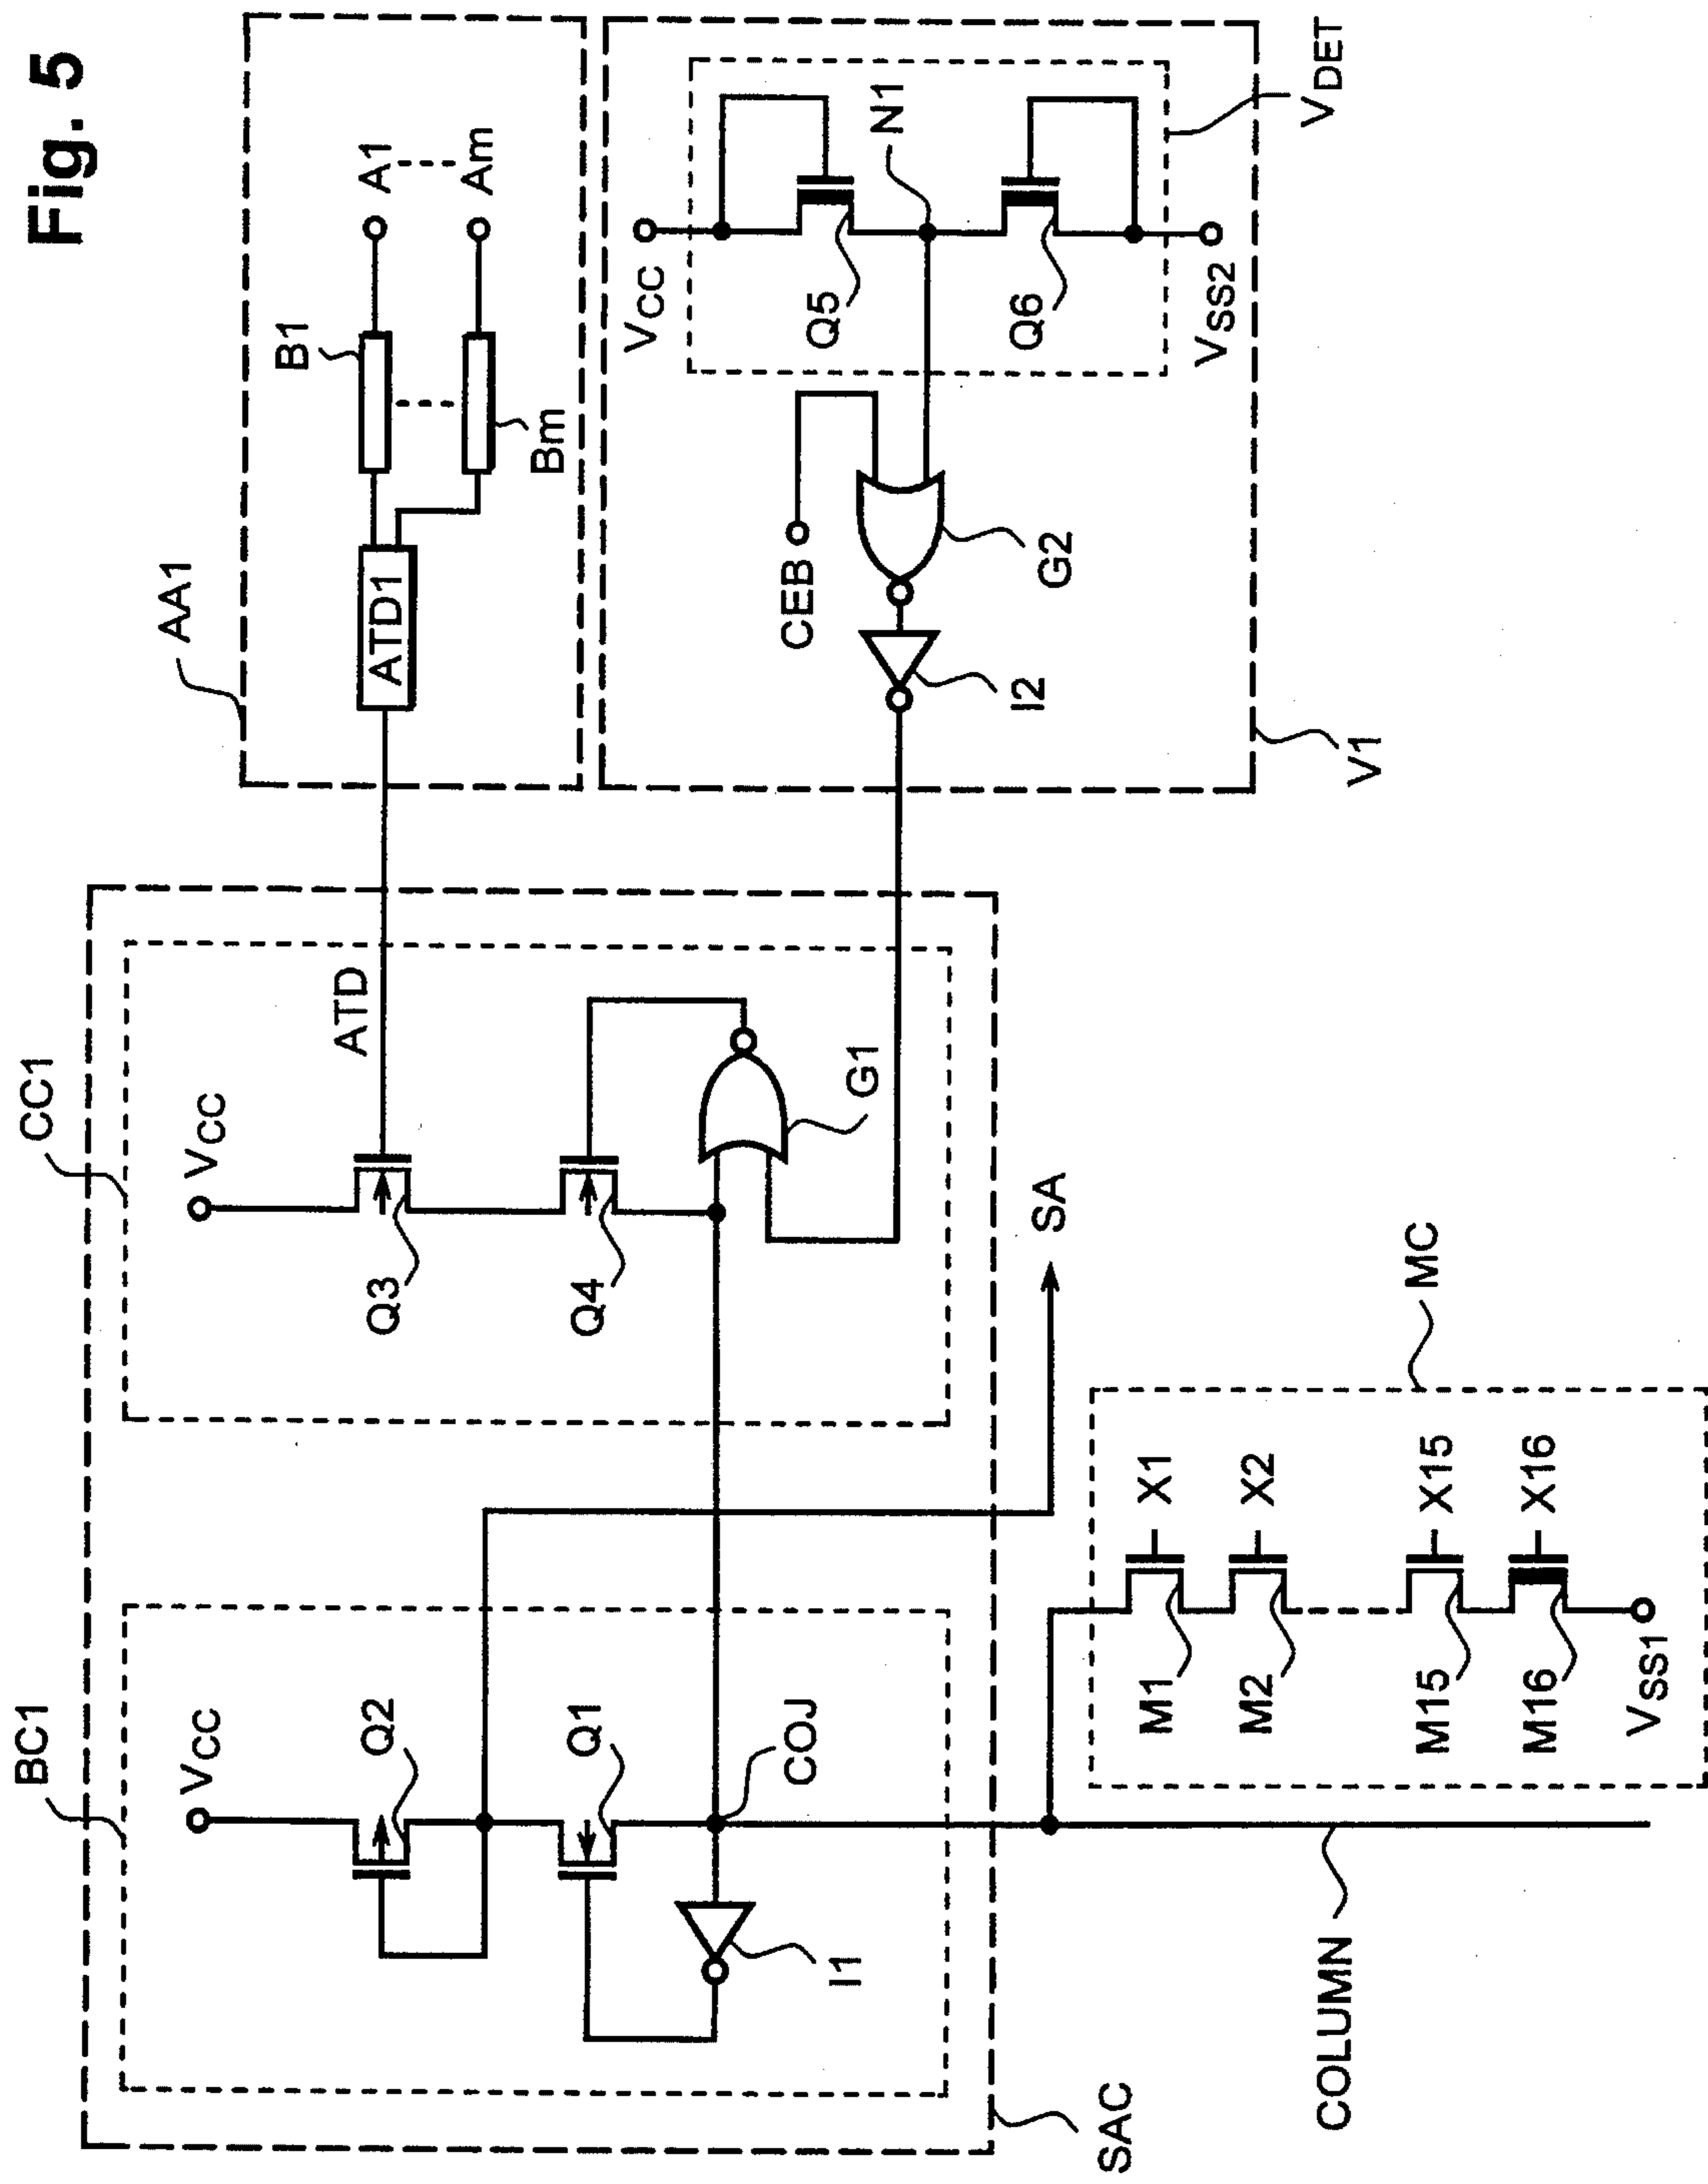 Fig. 5
BC1
CC1
AA1
VCC
VCC
ATD
ATD1
B1
A1
Am
Bm
Q2
Q3
Q1
Q4
COJ
I1
G1
VCC
Q5
N1
Q6
CEB
G2
I2
VSS2
VDET
V1
SAC
SA
MC
COLUMN
M1
X1
M2
X2
M15
X15
M16
X16
VSS1